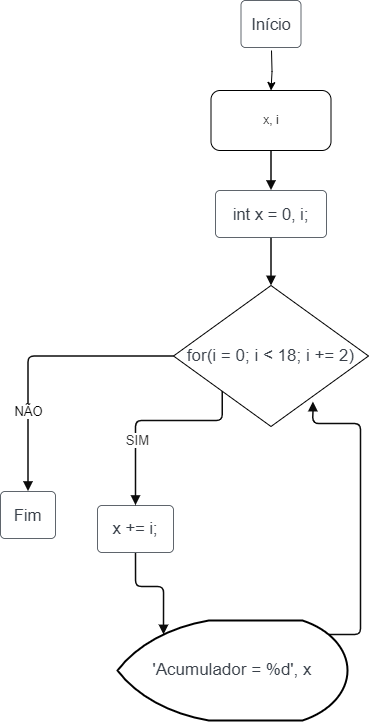 Início
x, i
int x = 0, i;
for(i = 0; i < 18; i += 2)
NÃO
SIM
Fim
x += i;
'Acumulador = %d', x